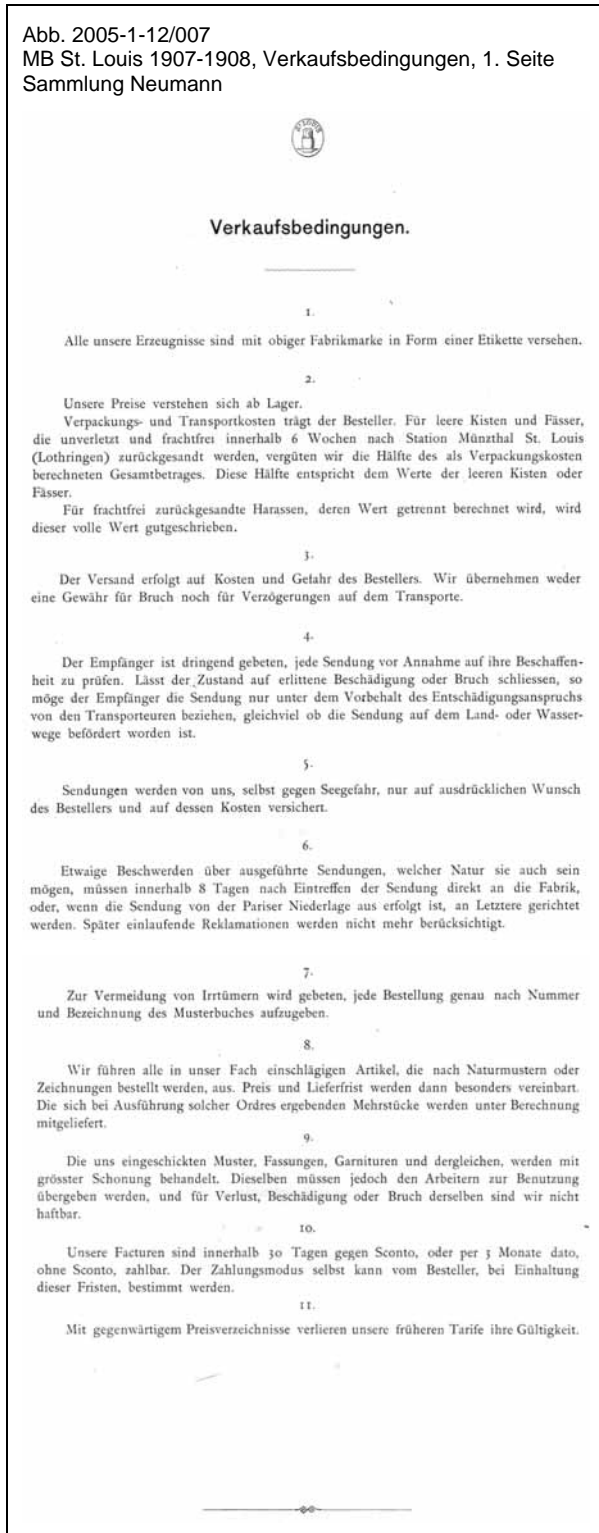 Abb. 2005-1-12/007
MB St. Louis 1907-1908, Verkaufsbedingungen, 1. Seite
Sammlung Neumann
ST LOUIS
Verkaufsbedingungen.
1.
Alle unsere Erzeugnisse sind mit obiger Fabrikmarke in Form einer Etikette versehen.
2.
Unsere Preise verstehen sich ab Lager.
Verpackungs- und Transportkosten trägt der Besteller. Für leere Kisten und Fässer,
die unverletzt und frachtfrei innerhalb 6 Wochen nach Station Münzthal St. Louis
(Lothringen) zurückgesandt werden, vergüten wir die Hälfte des als Verpackungskosten
berechneten Gesamtbetrages. Diese Hälfte entspricht dem Werte der leeren Kisten oder
Fässer.
Für frachtfrei zurückgesandte Harassen, deren Wert getrennt berechnet wird, wird
dieser volle Wert gutgeschrieben.
3.
Der Versand erfolgt auf Kosten und Gefahr des Bestellers. Wir übernehmen weder
eine Gewähr für Bruch noch für Verzögerungen auf dem Transporte.
4.
Der Empfänger ist dringend gebeten, jede Sendung vor Annahme auf ihre Beschaffen-
heit zu prüfen. Lässt der Zustand auf erlittene Beschädigung oder Bruch schliessen, so
möge der Empfänger die Sendung nur unter dem Vorbehalt des Entschädigungsanspruchs
von den Transporteuren beziehen, gleichviel ob die Sendung auf dem Land- oder Wasser-
wege befördert worden ist.
5.
Sendungen werden von uns, selbst gegen Seegefahr, nur auf ausdrücklichen Wunsch
des Bestellers und auf dessen Kosten versichert.
6.
Etwaige Beschwerden über ausgeführte Sendungen, welcher Natur sie auch sein
mögen, müssen innerhalb 8 Tagen nach Eintreffen der Sendung direkt an die Fabrik,
oder, wenn die Sendung von der Pariser Niederlage aus erfolgt ist, an Letztere gerichtet
werden. Später einlaufende Reklamationen werden nicht mehr berücksichtigt.
7.
Zur Vermeidung von Irrtümern wird gebeten, jede Bestellung genau nach Nummer
und Bezeichnung des Musterbuches aufzugeben.
8.
Wir führen alle in unser Fach einschlägigen Artikel, die nach Naturmustern oder
Zeichnungen bestellt werden, aus. Preis und Lieferfrist werden dann besonders vereinbart.
Die sich bei Ausführung solcher Ordres ergebenden Mehrstücke werden unter Berechnung
mitgeliefert.
9.
Die uns eingeschickten Muster, Fassungen, Garnituren und dergleichen, werden mit
grösster Schonung behandelt. Dieselben müssen jedoch den Arbeitern zur Benutzung
übergeben werden, und für Verlust, Beschädigung oder Bruch derselben sind wir nicht
haftbar.
10.
Unsere Facturen sind innerhalb 30 Tagen gegen Sconto, oder per 3 Monate dato,
ohne Sconto, zahlbar. Der Zahlungsmodus selbst kann vom Besteller, bei Einhaltung
dieser Fristen, bestimmt werden.
11.
Mit gegenwärtigem Preisverzeichnisse verlieren unsere früheren Tarife ihre Gültigkeit.